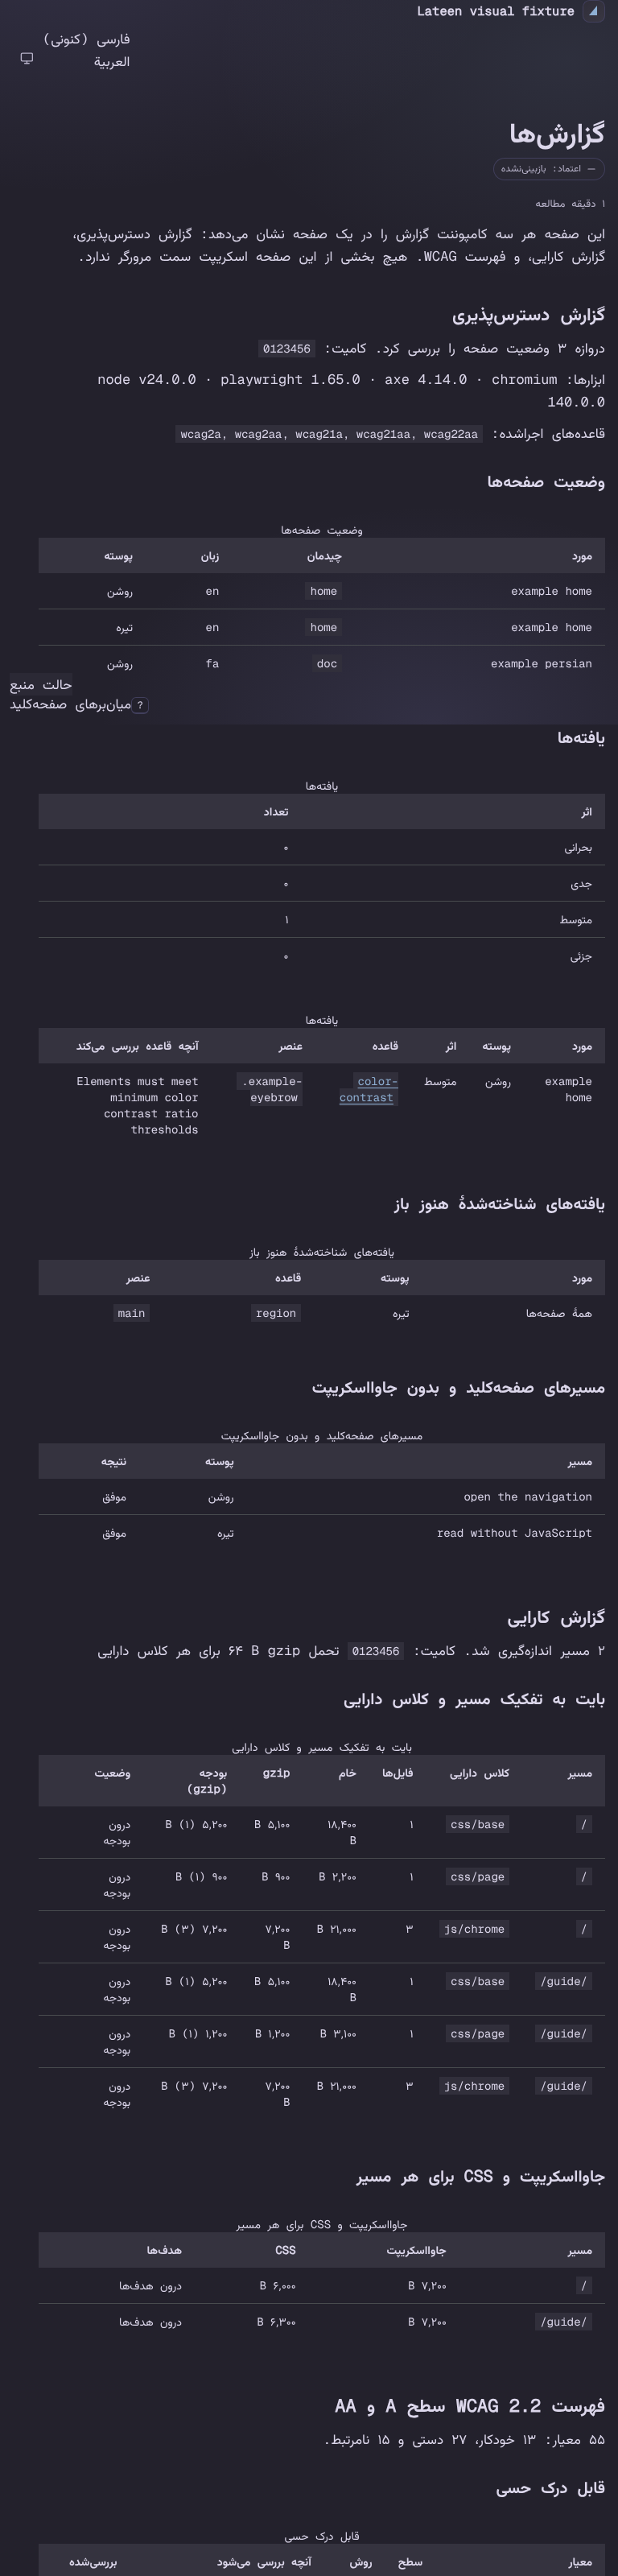 Lateen visual fixture
فارسی (کنونی)
العربية
گزارش‌ها
— اعتماد: بازبینی‌نشده
۱ دقیقه مطالعه
این صفحه هر سه کامپوننت گزارش را در یک صفحه نشان می‌دهد: گزارش دسترس‌پذیری،
گزارش کارایی، و فهرست WCAG. هیچ بخشی از این صفحه اسکریپت سمت مرورگر ندارد.
گزارش دسترس‌پذیری
دروازه ۳ وضعیت صفحه را بررسی کرد. کامیت: 0123456
ابزارها: node v24.0.0 · playwright 1.65.0 · axe 4.14.0 · chromium
140.0.0
قاعده‌های اجراشده: wcag2a, wcag2aa, wcag21a, wcag21aa, wcag22aa
وضعیت صفحه‌ها
وضعیت صفحه‌ها
مورد چیدمان زبان پوسته
example home home en روشن
example home home en تیره
example persian doc fa روشن
حالت منبع
میان‌برهای صفحه‌کلید ?
یافته‌ها
یافته‌ها
اثر تعداد
بحرانی ۰
جدی ۰
متوسط ۱
جزئی ۰
یافته‌ها
مورد پوسته اثر قاعده عنصر آنچه قاعده بررسی می‌کند
example home روشن متوسط color-contrast .example-eyebrow Elements must meet
minimum color
contrast ratio
thresholds
یافته‌های شناخته‌شدهٔ هنوز باز
یافته‌های شناخته‌شدهٔ هنوز باز
مورد پوسته قاعده عنصر
همهٔ صفحه‌ها تیره region main
مسیرهای صفحه‌کلید و بدون جاوااسکریپت
مسیرهای صفحه‌کلید و بدون جاوااسکریپت
مسیر پوسته نتیجه
open the navigation روشن موفق
read without JavaScript تیره موفق
گزارش کارایی
۲ مسیر اندازه‌گیری شد. کامیت: 0123456 تحمل ۶۴ B gzip برای هر کلاس دارایی
بایت به تفکیک مسیر و کلاس دارایی
بایت به تفکیک مسیر و کلاس دارایی
مسیر کلاس دارایی فایل‌ها خام gzip بودجه (gzip) وضعیت
/ css/base ۱ ۱۸,۴۰۰ B ۵,۱۰۰ B ۵,۲۰۰ B (۱) درون بودجه
/ css/page ۱ ۲,۲۰۰ B ۹۰۰ B ۹۰۰ B (۱) درون بودجه
/ js/chrome ۳ ۲۱,۰۰۰ B ۷,۲۰۰ B ۷,۲۰۰ B (۳) درون بودجه
/guide/ css/base ۱ ۱۸,۴۰۰ B ۵,۱۰۰ B ۵,۲۰۰ B (۱) درون بودجه
/guide/ css/page ۱ ۳,۱۰۰ B ۱,۲۰۰ B ۱,۲۰۰ B (۱) درون بودجه
/guide/ js/chrome ۳ ۲۱,۰۰۰ B ۷,۲۰۰ B ۷,۲۰۰ B (۳) درون بودجه
جاوااسکریپت و CSS برای هر مسیر
جاوااسکریپت و CSS برای هر مسیر
مسیر جاوااسکریپت CSS هدف‌ها
/ ۷,۲۰۰ B ۶,۰۰۰ B درون هدف‌ها
/guide/ ۷,۲۰۰ B ۶,۳۰۰ B درون هدف‌ها
فهرست WCAG 2.2 سطح A و AA
۵۵ معیار: ۱۳ خودکار، ۲۷ دستی و ۱۵ نامرتبط.
قابل درک حسی
قابل درک حسی
معیار سطح روش آنچه بررسی می‌شود بررسی‌شده